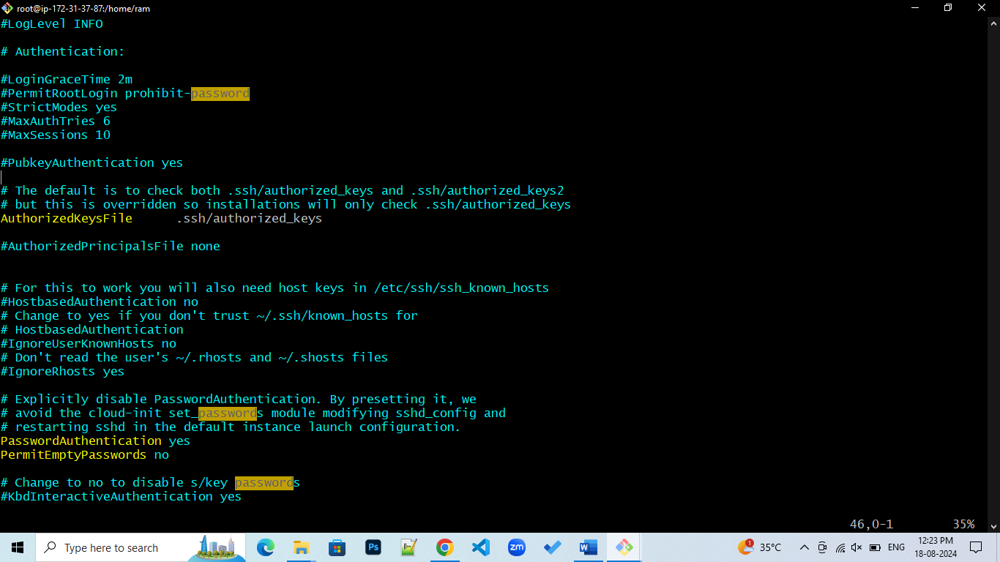 root@ip-172-31-37-87:/home/ram
#LogLevel INFO
# Authentication:
#LoginGraceTime 2m
#PermitRootLogin prohibit-password
#StrictModes yes
#MaxAuthTries 6
#MaxSessions 10
#PubkeyAuthentication yes
# The default is to check both .ssh/authorized_keys and .ssh/authorized_keys2
# but this is overridden so installations will only check .ssh/authorized_keys
AuthorizedKeysFile      .ssh/authorized_keys
#AuthorizedPrincipalsFile none
# For this to work you will also need host keys in /etc/ssh/ssh_known_hosts
#HostbasedAuthentication no
# Change to yes if you don't trust ~/.ssh/known_hosts for
# HostbasedAuthentication
#IgnoreUserKnownHosts no
# Don't read the user's ~/.rhosts and ~/.shosts files
#IgnoreRhosts yes
# Explicitly disable PasswordAuthentication. By presetting it, we
# avoid the cloud-init set_passwords module modifying sshd_config and
# restarting sshd in the default instance launch configuration.
PasswordAuthentication yes
PermitEmptyPasswords no
# Change to no to disable s/key passwords
#KbdInteractiveAuthentication yes
46,0-1 35%
Type here to search
Ps
zm
W
1
35°C
ENG
12:23 PM
18-08-2024